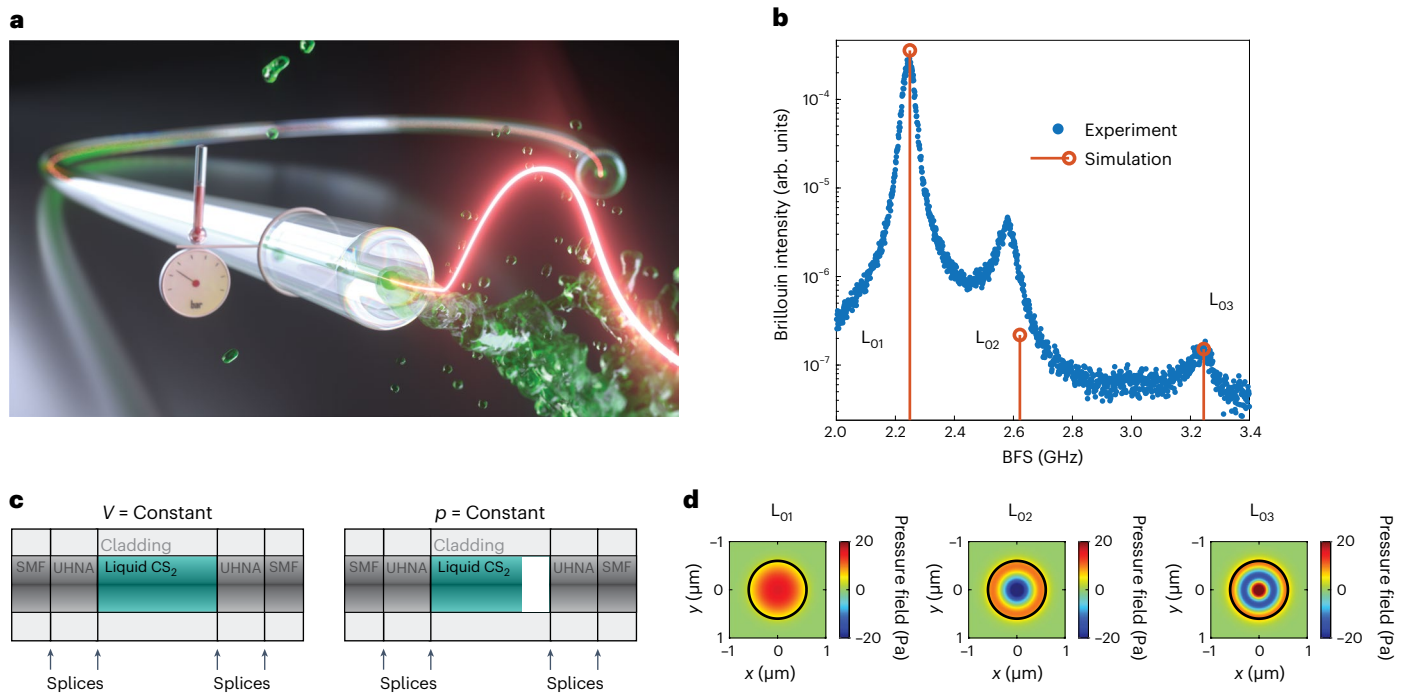 a
bar
b
Brillouin intensity (arb. units)
10⁻⁴
10⁻⁵
10⁻⁶
10⁻⁷
Experiment
Simulation
L₀₁
L₀₂
L₀₃
2.0 2.2 2.4 2.6 2.8 3.0 3.2 3.4
BFS (GHz)
c
V = Constant
Cladding
SMF UHNA Liquid CS₂ UHNA SMF
Splices Splices
p = Constant
Cladding
SMF UHNA Liquid CS₂ UHNA SMF
Splices Splices
d
L₀₁
y (µm)
–1
0
1
–1 0 1
x (µm)
20
0
–20
Pressure field (Pa)
L₀₂
y (µm)
–1
0
1
–1 0 1
x (µm)
20
0
–20
Pressure field (Pa)
L₀₃
y (µm)
–1
0
1
–1 0 1
x (µm)
20
0
–20
Pressure field (Pa)